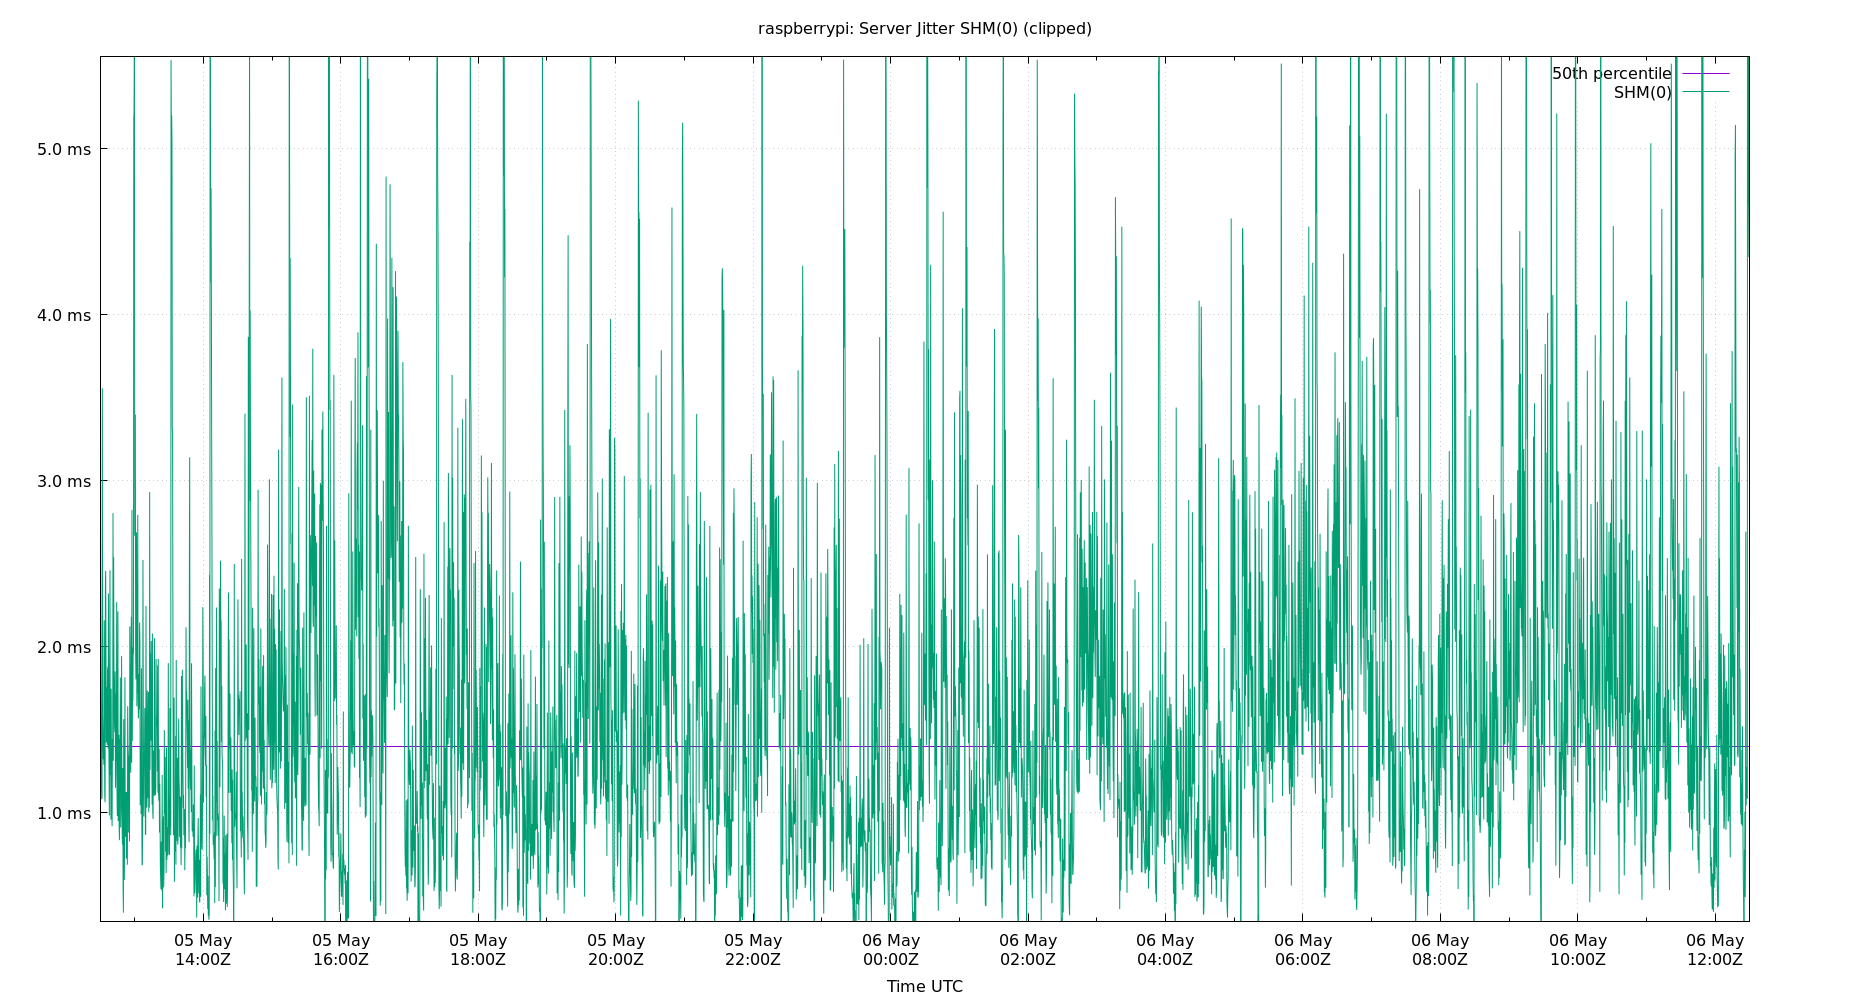 raspberrypi: Server Jitter SHM(0) (clipped)
50th percentile
SHM(0)
5.0 ms
4.0 ms
3.0 ms
2.0 ms
1.0 ms
05 May 05 May 05 May 05 May 05 May 06 May 06 May 06 May 06 May 06 May 06 May 06 May
14:00Z 16:00Z 18:00Z 20:00Z 22:00Z 00:00Z 02:00Z 04:00Z 06:00Z 08:00Z 10:00Z 12:00Z
Time UTC